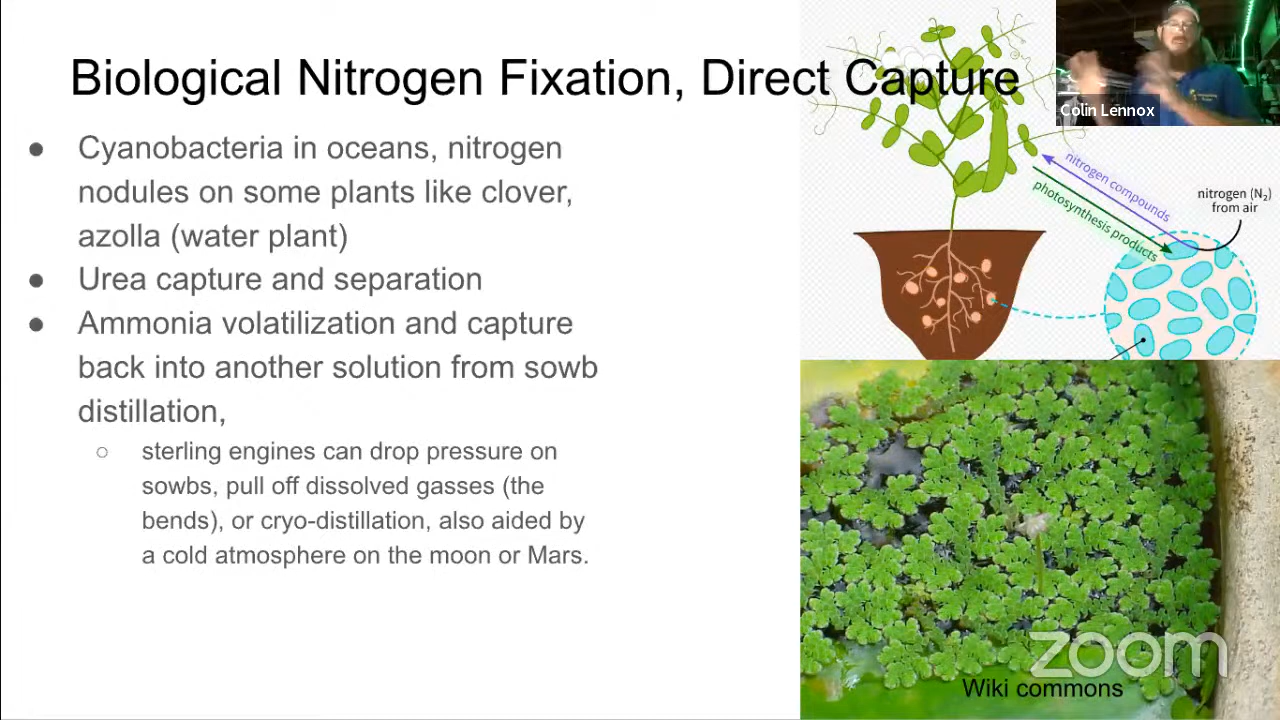 Biological Nitrogen Fixation, Direct Capture
Colin Lennox
● Cyanobacteria in oceans, nitrogen
nodules on some plants like clover,
azolla (water plant)
● Urea capture and separation
● Ammonia volatilization and capture
back into another solution from sowb
distillation,
○ sterling engines can drop pressure on
sowbs, pull off dissolved gasses (the
bends), or cryo-distillation, also aided by
a cold atmosphere on the moon or Mars.
nitrogen compounds
photosynthesis products
nitrogen (N₂)
from air
zoom
Wiki commons